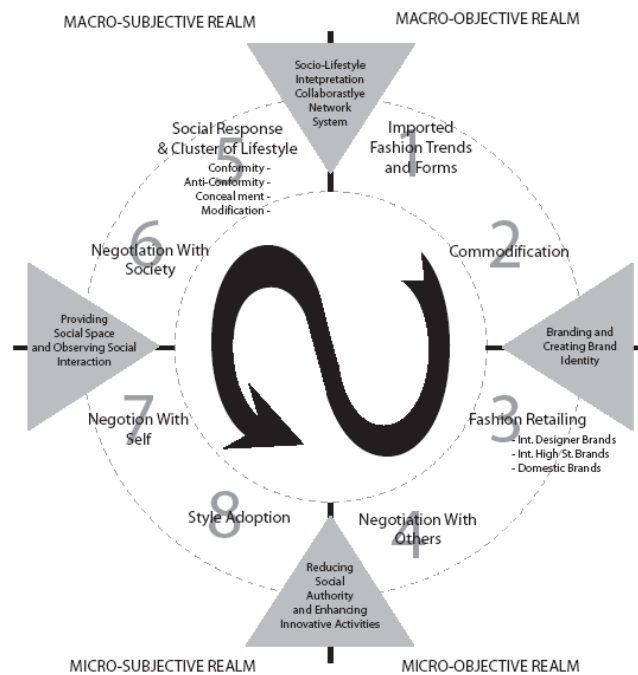 MACRO-SUBJECTIVE REALM
MACRO-OBJECTIVE REALM
Socio-Lifestyle
Intetpretation
Collaborastlye
Network
System
1
Imported
Fashion Trends
and Forms
2
Commodification
Branding and
Creating Brand
Identity
3
Fashion Retailing
- Int. Designer Brands
- Int. High/St. Brands
- Domestic Brands
4
Negotiation With
Others
Reducing
Social
Authority
and Enhancing
Innovative Activities
5
Social Response
& Cluster of Lifestyle
Conformity -
Anti-Conformity -
Conceal ment -
Modification -
6
Negotlation With
Society
Providing
Social Space
and Observing Social
Interaction
7
Negotion With
Self
8
Style Adoption
MICRO-SUBJECTIVE REALM
MICRO-OBJECTIVE REALM